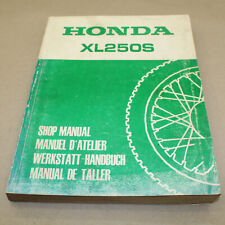 HONDA
XL250S
SHOP MANUAL
MANUEL D'ATELIER
WERKSTATT-HANDBUCH
MANUAL DE TALLER